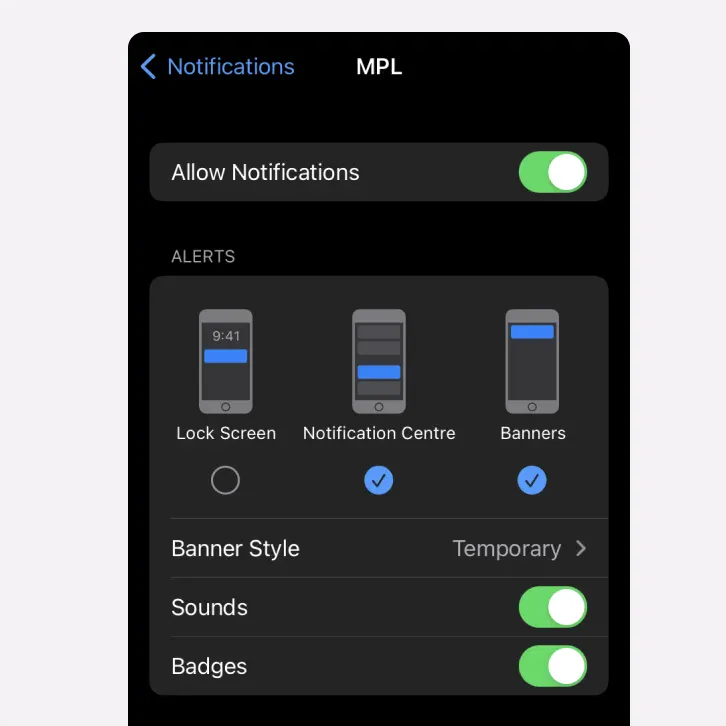 Notifications MPL
Allow Notifications
ALERTS
9:41
Lock Screen Notification Centre Banners
Banner Style Temporary
Sounds
Badges